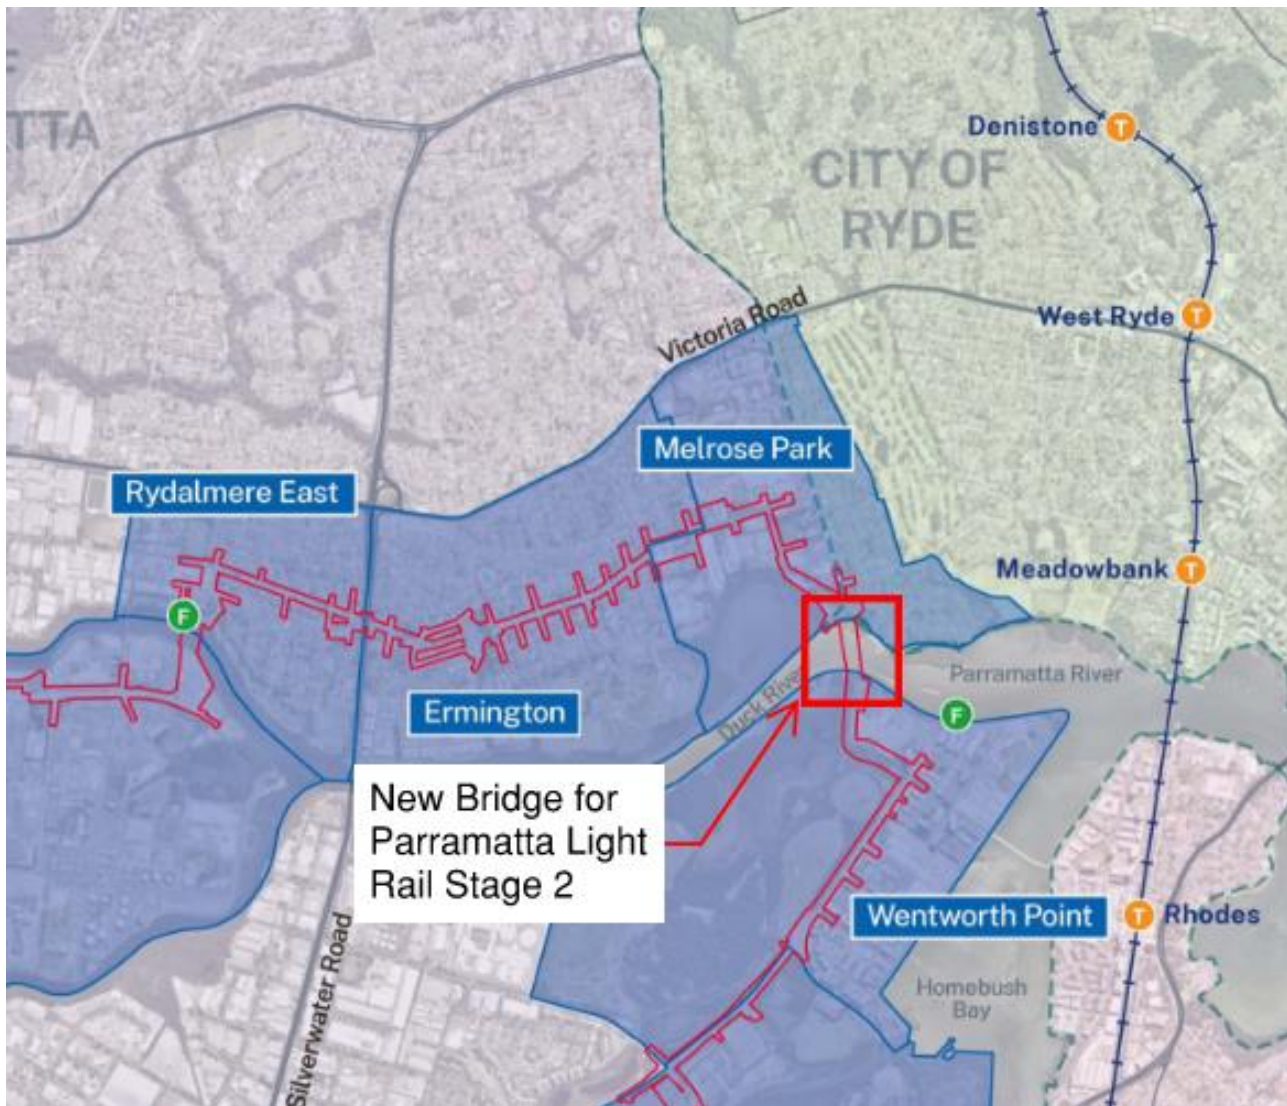 TTA
Denistone
T
CITY OF
RYDE
Victoria Road
West Ryde
T
Melrose Park
Rydalmere East
Meadowbank
T
F
Parramatta River
Duck River
Ermington
F
New Bridge for
Parramatta Light
Rail Stage 2
Wentworth Point
T
Rhodes
Silverwater Road
Homebush
Bay